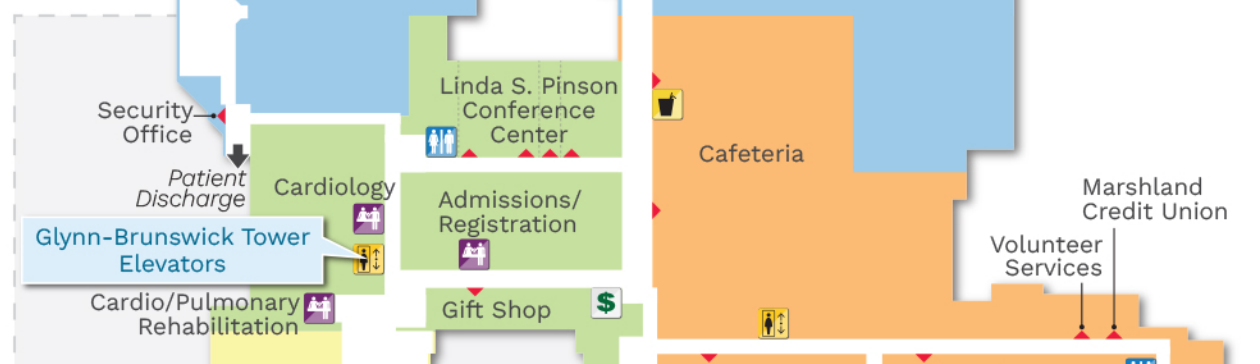 Linda S. Pinson
Conference
Center
Security
Office
Cafeteria
Patient
Discharge
Cardiology
Admissions/
Registration
Marshland
Credit Union
Glynn-Brunswick Tower
Elevators
Volunteer
Services
Cardio/Pulmonary
Rehabilitation
Gift Shop
$